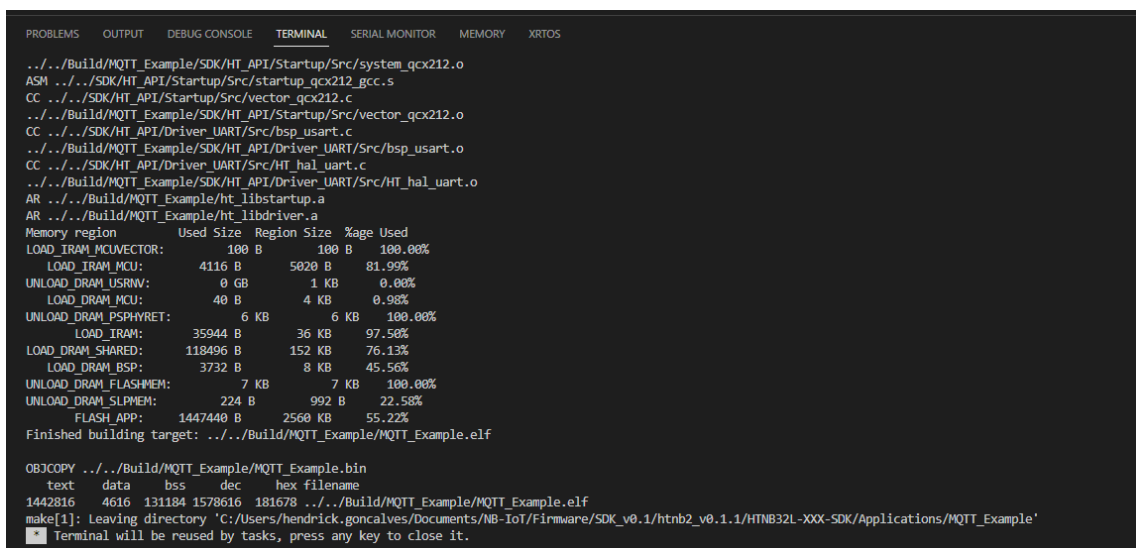 PROBLEMS OUTPUT DEBUG CONSOLE TERMINAL SERIAL MONITOR MEMORY XRTOS
../../Build/MQTT_Example/SDK/HT_API/Startup/Src/system_qcx212.o
ASM ../../SDK/HT_API/Startup/Src/startup_qcx212_gcc.s
CC ../../SDK/HT_API/Startup/Src/vector_qcx212.c
../../Build/MQTT_Example/SDK/HT_API/Startup/Src/vector_qcx212.o
CC ../../SDK/HT_API/Driver_UART/Src/bsp_usart.c
../../Build/MQTT_Example/SDK/HT_API/Driver_UART/Src/bsp_usart.o
CC ../../SDK/HT_API/Driver_UART/Src/HT_hal_uart.c
../../Build/MQTT_Example/SDK/HT_API/Driver_UART/Src/HT_hal_uart.o
AR ../../Build/MQTT_Example/ht_libstartup.a
AR ../../Build/MQTT_Example/ht_libdriver.a
Memory region         Used Size  Region Size  %age Used
LOAD_IRAM_MCUVECTOR:         100 B        100 B    100.00%
   LOAD_IRAM_MCU:        4116 B       5020 B     81.99%
UNLOAD_DRAM_USRNV:          0 GB         1 KB      0.00%
   LOAD_DRAM_MCU:          40 B         4 KB      0.98%
UNLOAD_DRAM_PSPHYRET:          6 KB         6 KB    100.00%
       LOAD_IRAM:       35944 B        36 KB     97.50%
LOAD_DRAM_SHARED:      118496 B       152 KB     76.13%
   LOAD_DRAM_BSP:        3732 B         8 KB     45.56%
UNLOAD_DRAM_FLASHMEM:          7 KB         7 KB    100.00%
UNLOAD_DRAM_SLPMEM:         224 B        992 B     22.58%
       FLASH_APP:     1447440 B      2560 KB     55.22%
Finished building target: ../../Build/MQTT_Example/MQTT_Example.elf
OBJCOPY ../../Build/MQTT_Example/MQTT_Example.bin
   text    data     bss     dec     hex filename
1442816    4616  131184 1578616  181678 ../../Build/MQTT_Example/MQTT_Example.elf
make[1]: Leaving directory 'C:/Users/hendrick.goncalves/Documents/NB-IoT/Firmware/SDK_v0.1/htnb2_v0.1.1/HTNB32L-XXX-SDK/Applications/MQTT_Example'
 *  Terminal will be reused by tasks, press any key to close it.